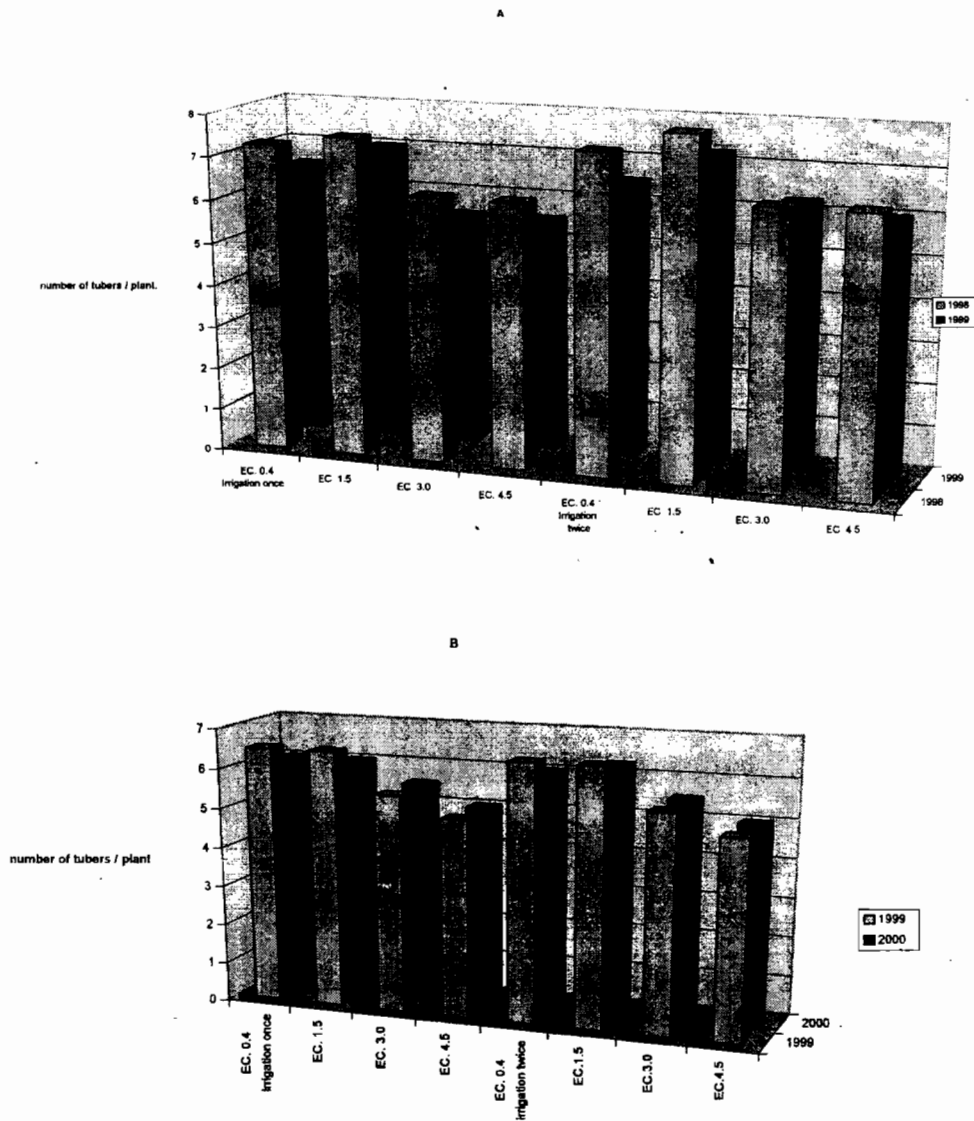 A
8
7
6
5
4
3
2
1
0
number of tubers / plant.
EC. 0.4
Irrigation once
EC 1.5
EC 3.0
EC. 4.5
EC. 0.4
Irrigation
twice
EC 1.5
EC. 3.0
EC 4.5
1999
1998
1998
1999
B
7
6
5
4
3
2
1
0
number of tubers / plant
EC. 0.4
Irrigation once
EC. 1.5
EC. 3.0
EC. 4.5
EC. 0.4
Irrigation twice
EC.1.5
EC.3.0
EC.4.5
2000
1999
1999
2000